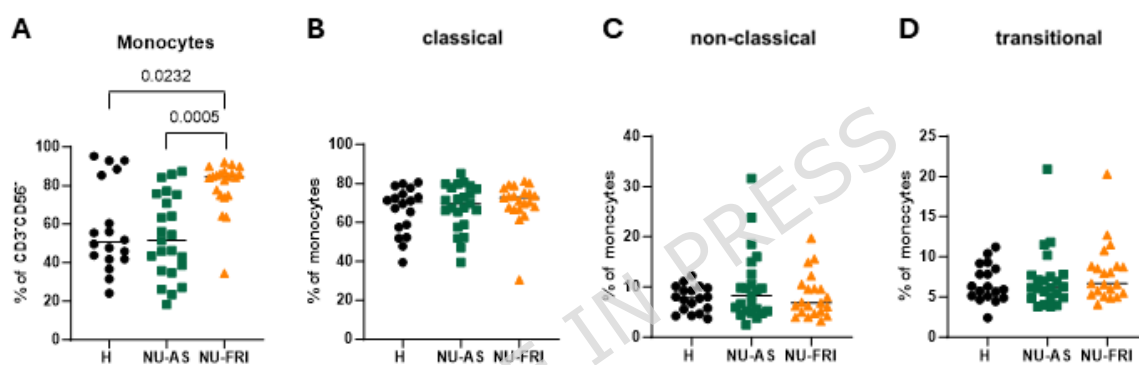 A
Monocytes
0.0232
0.0005
% of CD3⁻CD56⁻
100
80
60
40
20
0
H NU-AS NU-FRI
B
classical
% of monocytes
100
80
60
40
20
0
H NU-AS NU-FRI
C
non-classical
% of monocytes
40
30
20
10
0
H NU-AS NU-FRI
D
transitional
% of monocytes
25
20
15
10
5
0
H NU-AS NU-FRI
IN PRESS